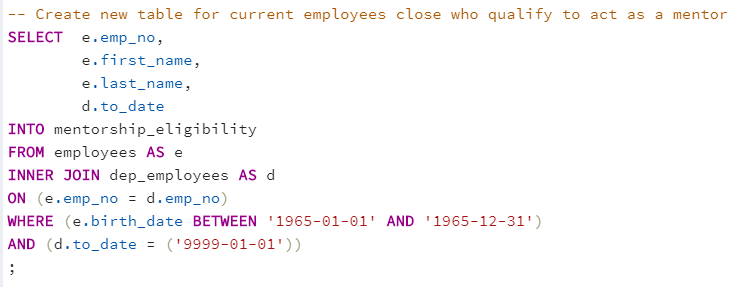 -- Create new table for current employees close who qualify to act as a mentor
SELECT  e.emp_no,
        e.first_name,
        e.last_name,
        d.to_date
INTO mentorship_eligibility
FROM employees AS e
INNER JOIN dep_employees AS d
ON (e.emp_no = d.emp_no)
WHERE (e.birth_date BETWEEN '1965-01-01' AND '1965-12-31')
AND (d.to_date = ('9999-01-01'))
;